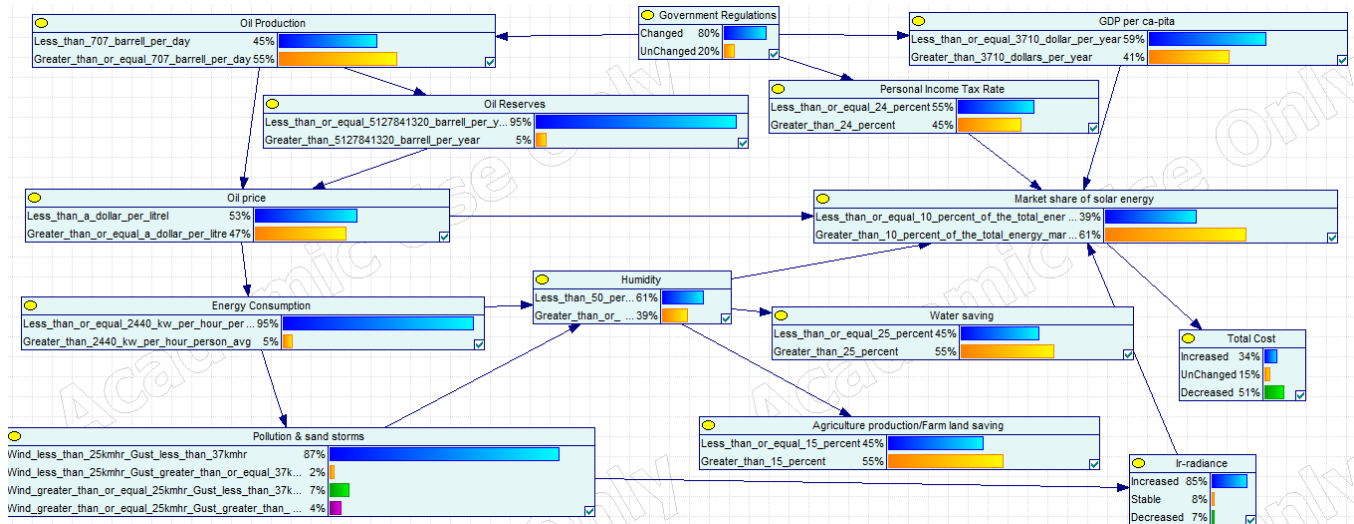 Oil Production
Less_than_707_barrell_per_day 45%
Greater_than_or_equal_707_barrell_per_day 55%
Government Regulations
Changed 80%
UnChanged 20%
GDP per ca-pita
Less_than_or_equal_3710_dollar_per_year 59%
Greater_than_3710_dollars_per_year 41%
Oil Reserves
Less_than_or_equal_5127841320_barrell_per_y... 95%
Greater_than_5127841320_barrell_per_year 5%
Personal Income Tax Rate
Less_than_or_equal_24_percent 55%
Greater_than_24_percent 45%
Oil price
Less_than_a_dollar_per_litrel 53%
Greater_than_or_equal_a_dollar_per_litre 47%
Market share of solar energy
Less_than_or_equal_10_percent_of_the_total_ener ... 39%
Greater_than_10_percent_of_the_total_energy_mar ... 61%
Energy Consumption
Less_than_or_equal_2440_kw_per_hour_per ... 95%
Greater_than_2440_kw_per_hour_person_avg 5%
Humidity
Less_than_50_per... 61%
Greater_than_or_ ... 39%
Water saving
Less_than_or_equal_25_percent 45%
Greater_than_25_percent 55%
Total Cost
Increased 34%
UnChanged 15%
Decreased 51%
Pollution & sand storms
Wind_less_than_25kmhr_Gust_less_than_37kmhr 87%
Wind_less_than_25kmhr_Gust_greater_than_or_equal_37k... 2%
Wind_greater_than_or_equal_25kmhr_Gust_less_than_37k... 7%
Wind_greater_than_or_equal_25kmhr_Gust_greater_than_ ... 4%
Agriculture production/Farm land saving
Less_than_or_equal_15_percent 45%
Greater_than_15_percent 55%
Ir-radiance
Increased 85%
Stable 8%
Decreased 7%
Academic Use Only